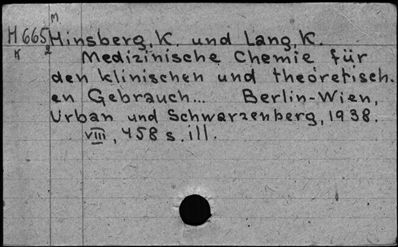 M
H 665 Hinsberg, K. und Lang K.
K 2 Medizinische Chemie für
den klinischen und theoretisch.
en Gebrauch... Berlin-Wien,
Urban und Schwarzenberg, 1938.
VIII, 458 s. ill.